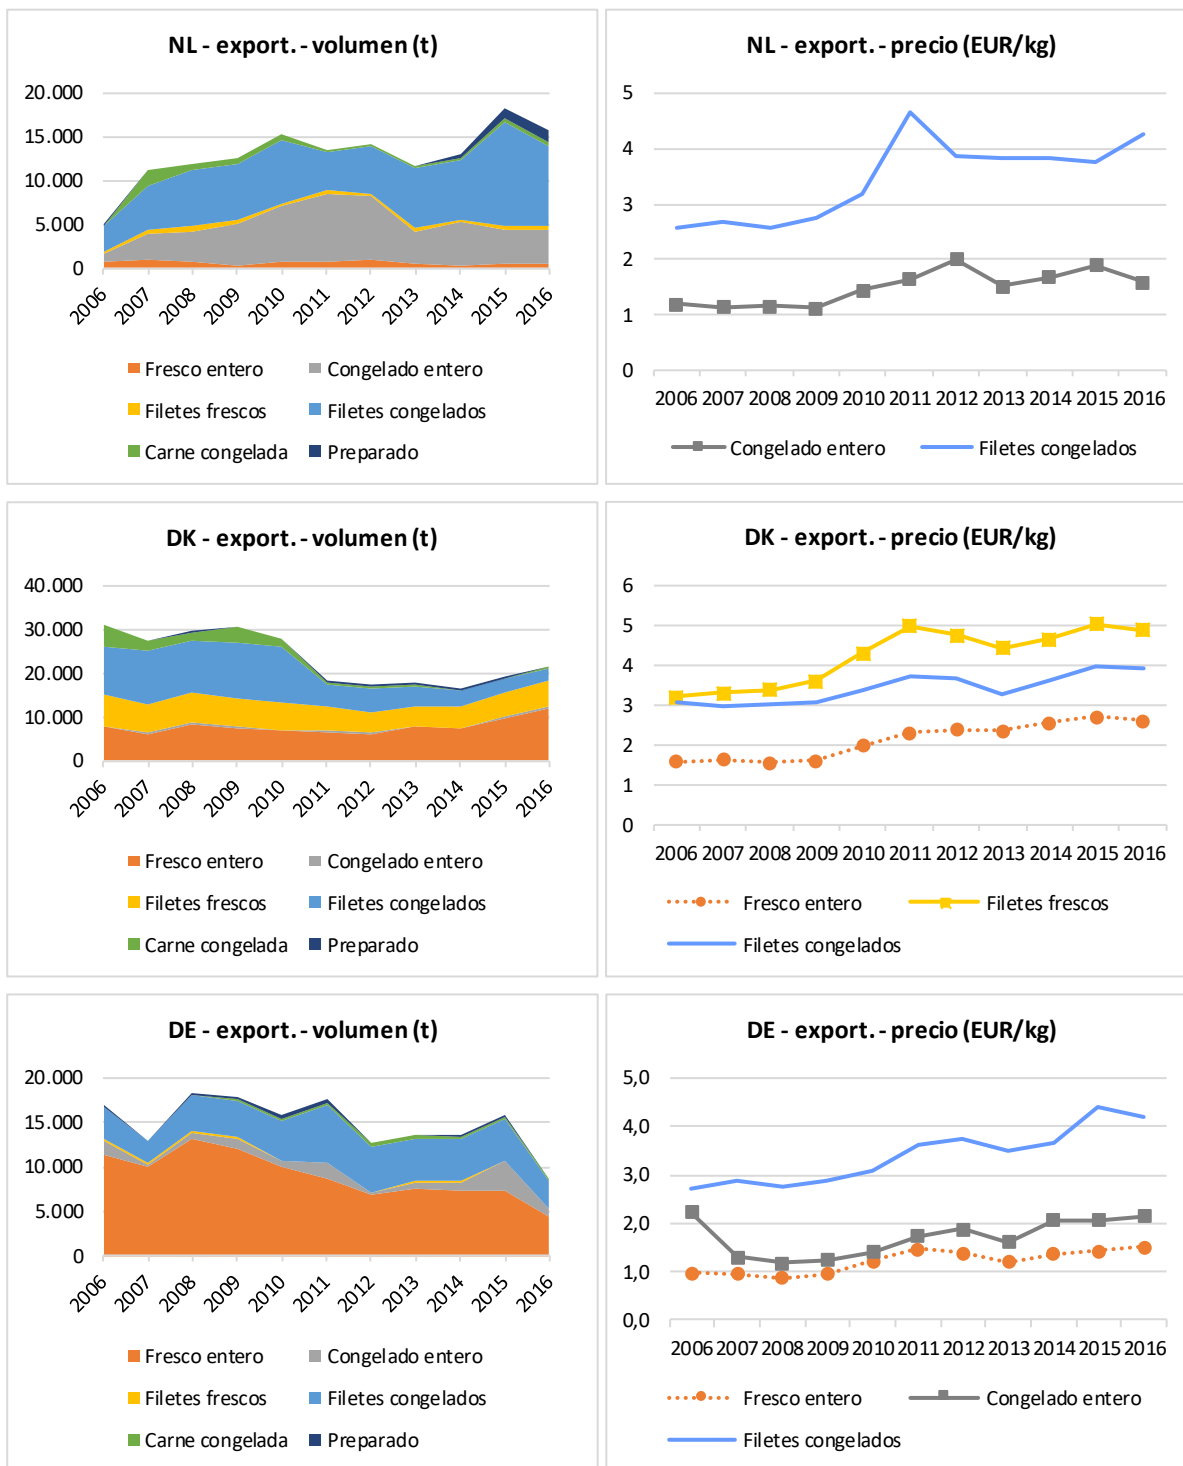 NL - export. - volumen (t)
20.000
15.000
10.000
5.000
0
2006 2007 2008 2009 2010 2011 2012 2013 2014 2015 2016
Fresco entero Congelado entero
Filetes frescos Filetes congelados
Carne congelada Preparado
NL - export. - precio (EUR/kg)
5
4
3
2
1
0
2006 2007 2008 2009 2010 2011 2012 2013 2014 2015 2016
Congelado entero Filetes congelados
DK - export. - volumen (t)
40.000
30.000
20.000
10.000
0
2006 2007 2008 2009 2010 2011 2012 2013 2014 2015 2016
Fresco entero Congelado entero
Filetes frescos Filetes congelados
Carne congelada Preparado
DK - export. - precio (EUR/kg)
6
5
4
3
2
1
0
2006 2007 2008 2009 2010 2011 2012 2013 2014 2015 2016
Fresco entero Filetes frescos
Filetes congelados
DE - export. - volumen (t)
20.000
15.000
10.000
5.000
0
2006 2007 2008 2009 2010 2011 2012 2013 2014 2015 2016
Fresco entero Congelado entero
Filetes frescos Filetes congelados
Carne congelada Preparado
DE - export. - precio (EUR/kg)
5,0
4,0
3,0
2,0
1,0
0,0
2006 2007 2008 2009 2010 2011 2012 2013 2014 2015 2016
Fresco entero Congelado entero
Filetes congelados